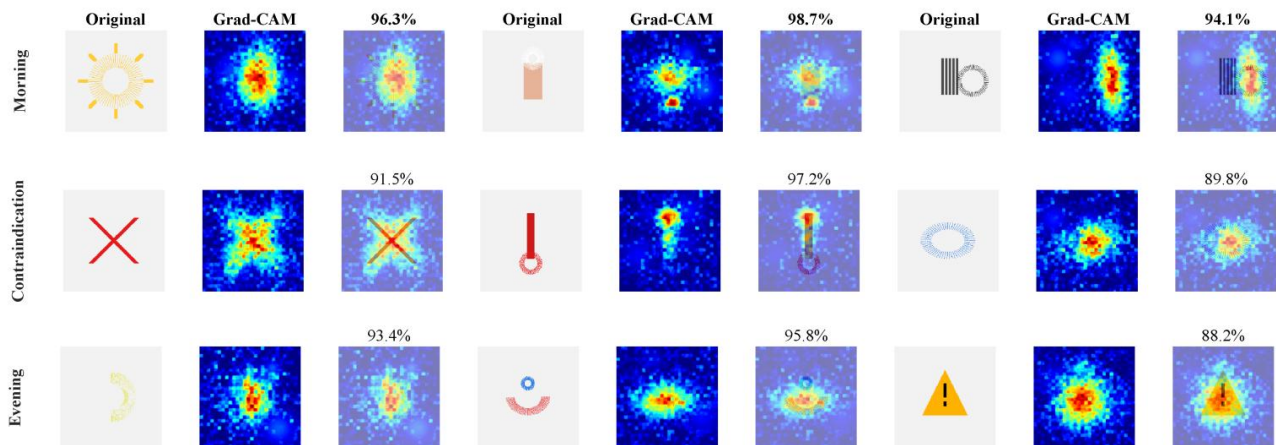 Original Grad-CAM 96.3% Original Grad-CAM 98.7% Original Grad-CAM 94.1%
Morning
91.5% 97.2% 89.8%
Contraindication
93.4% 95.8% 88.2%
Evening
!